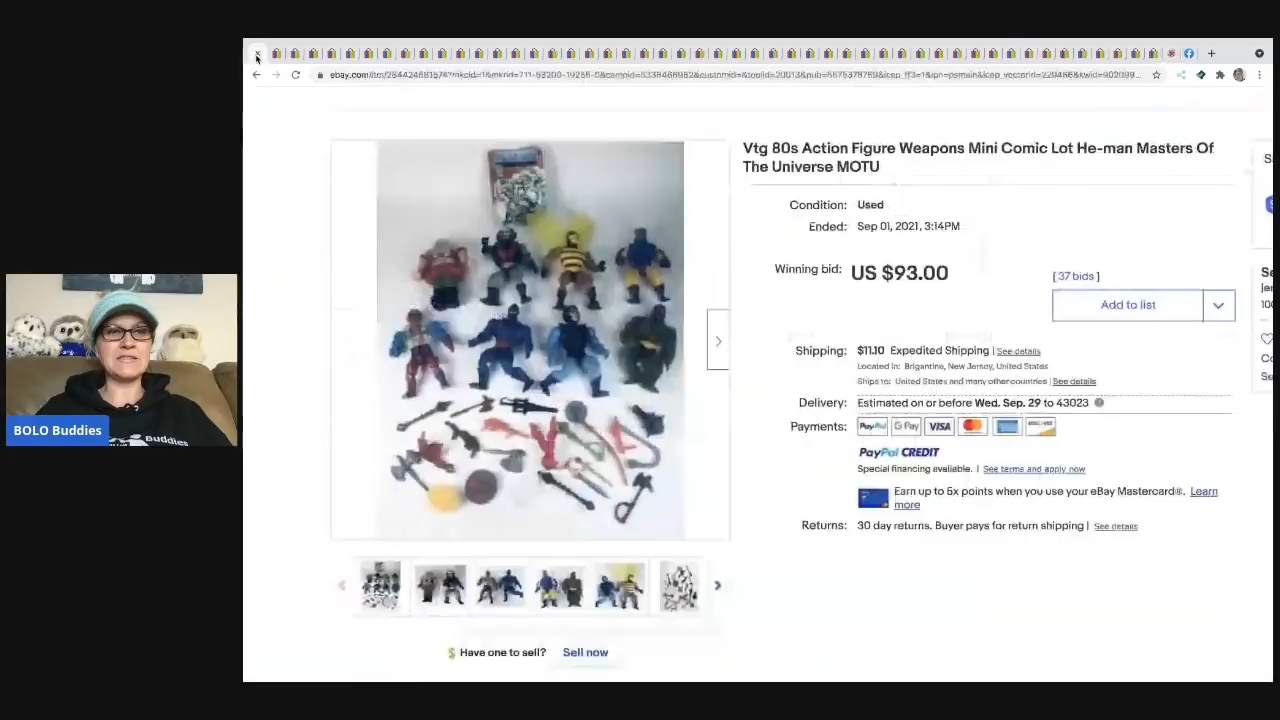 Vtg 80s Action Figure Weapons Mini Comic Lot He-man Masters Of
The Universe MOTU
Condition: Used
Ended: Sep 01, 2021, 3:14PM
Winning bid: US $93.00
[ 37 bids ]
Add to list
Shipping: $11.10 Expedited Shipping | See details
Located in: Brigantine, New Jersey, United States
Ships to: United States and many other countries | See details
Delivery: Estimated on or before Wed. Sep. 29 to 43023
Payments: PayPal G Pay VISA
PayPal CREDIT
Special financing available. | See terms and apply now
Earn up to 5x points when you use your eBay Mastercard®. Learn
more
Returns: 30 day returns. Buyer pays for return shipping | See details
Have one to sell? Sell now
BOLO Buddies
Buddies